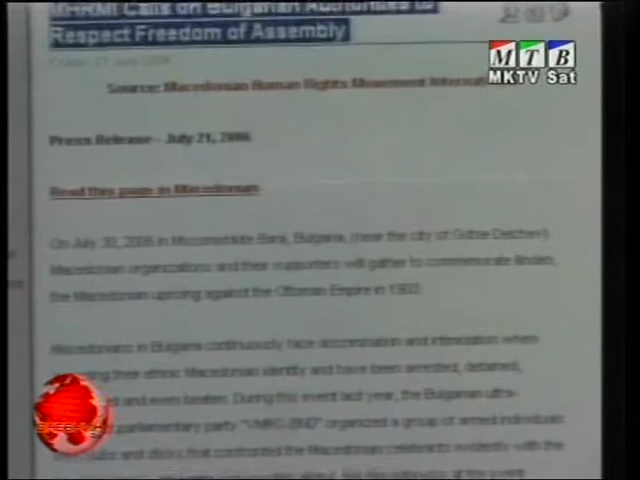 MHRMI Calls on Bulgarian Authorities to
Respect Freedom of Assembly
Friday, 21 July 2006
MTB
MKTV Sat
Source: Macedonian Human Rights Movement
Press Release - July 21, 2006
Read this page in Macedonian
On July 30, 2006 in Bulgaria, (near the city of Gotse Delchev)
Macedonian organizations and their supporters will gather to commemorate Ilinden,
the Macedonian uprising against the Ottoman Empire in 1903.
Macedonians in Bulgaria continuously face discrimination and intimidation when
their ethnic Macedonian identity and have been arrested, detained,
and even beaten. During this event last year, the Bulgarian ultra-
parliamentary party "VMRO-BND" organized a group of armed individuals
and sticks that confronted the Macedonian celebrants evidently with the